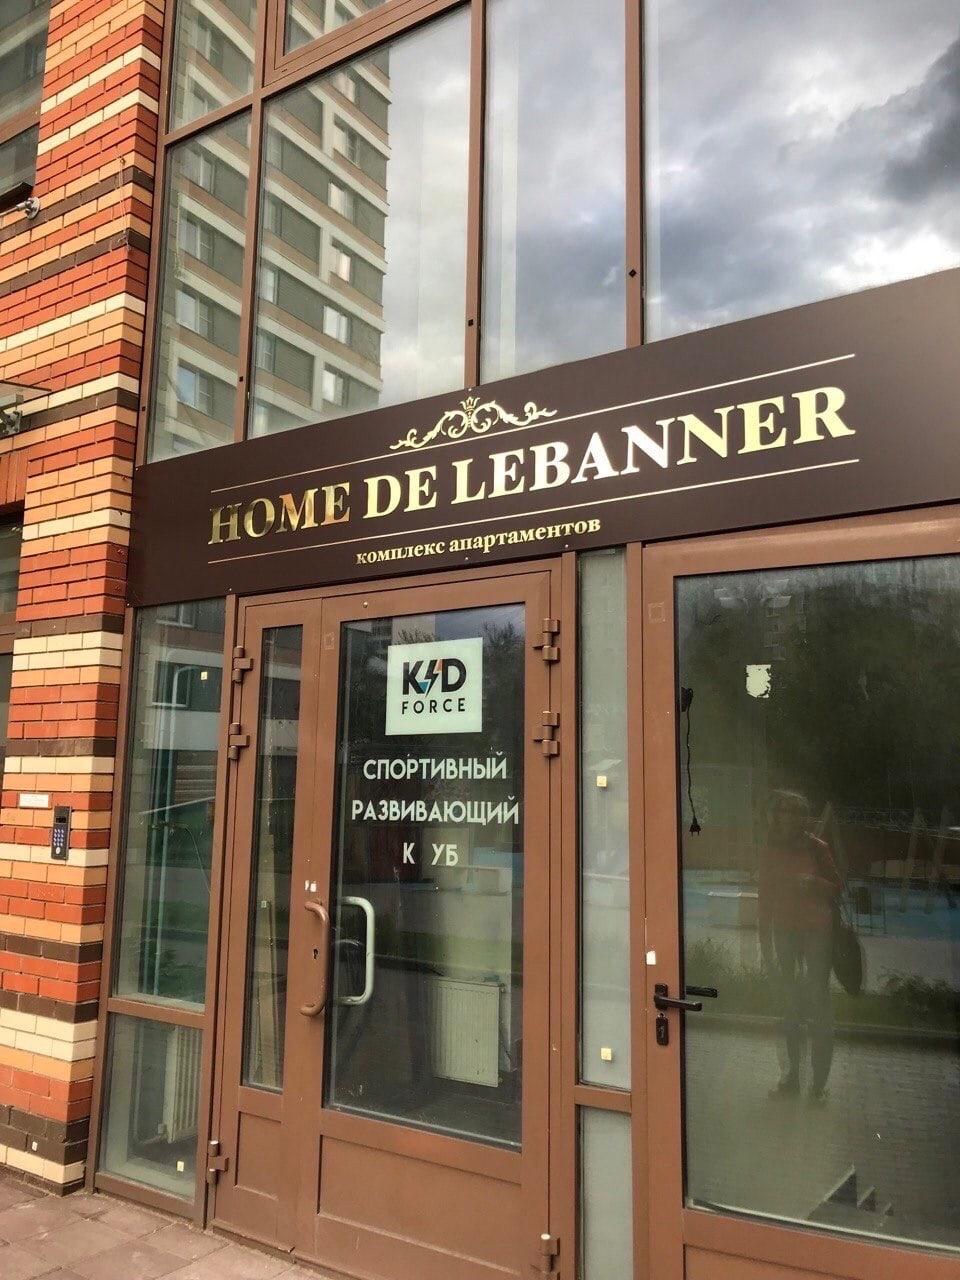 HOME DE LEBANNER
комплекс апартаментов
KID
FORCE
СПОРТИВНЫЙ
РАЗВИВАЮЩИЙ
К УБ